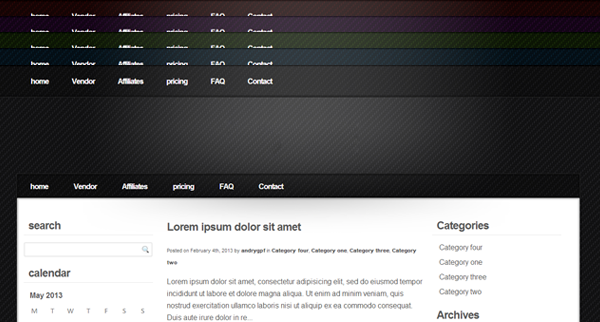 home Vendor Affiliates pricing FAQ Contact
home Vendor Affiliates pricing FAQ Contact
home Vendor Affiliates pricing FAQ Contact
home Vendor Affiliates pricing FAQ Contact
home Vendor Affiliates pricing FAQ Contact
home Vendor Affiliates pricing FAQ Contact
search
calendar
May 2013
M T W T F S S
Lorem ipsum dolor sit amet
Posted on February 4th, 2013 by andrygpf in Category four, Category one, Category three, Category
two
Lorem ipsum dolor sit amet, consectetur adipisicing elit, sed do eiusmod tempor
incididunt ut labore et dolore magna aliqua. Ut enim ad minim veniam, quis
nostrud exercitation ullamco laboris nisi ut aliquip ex ea commodo consequat.
Duis aute irure dolor in re...
Categories
Category four
Category one
Category three
Category two
Archives